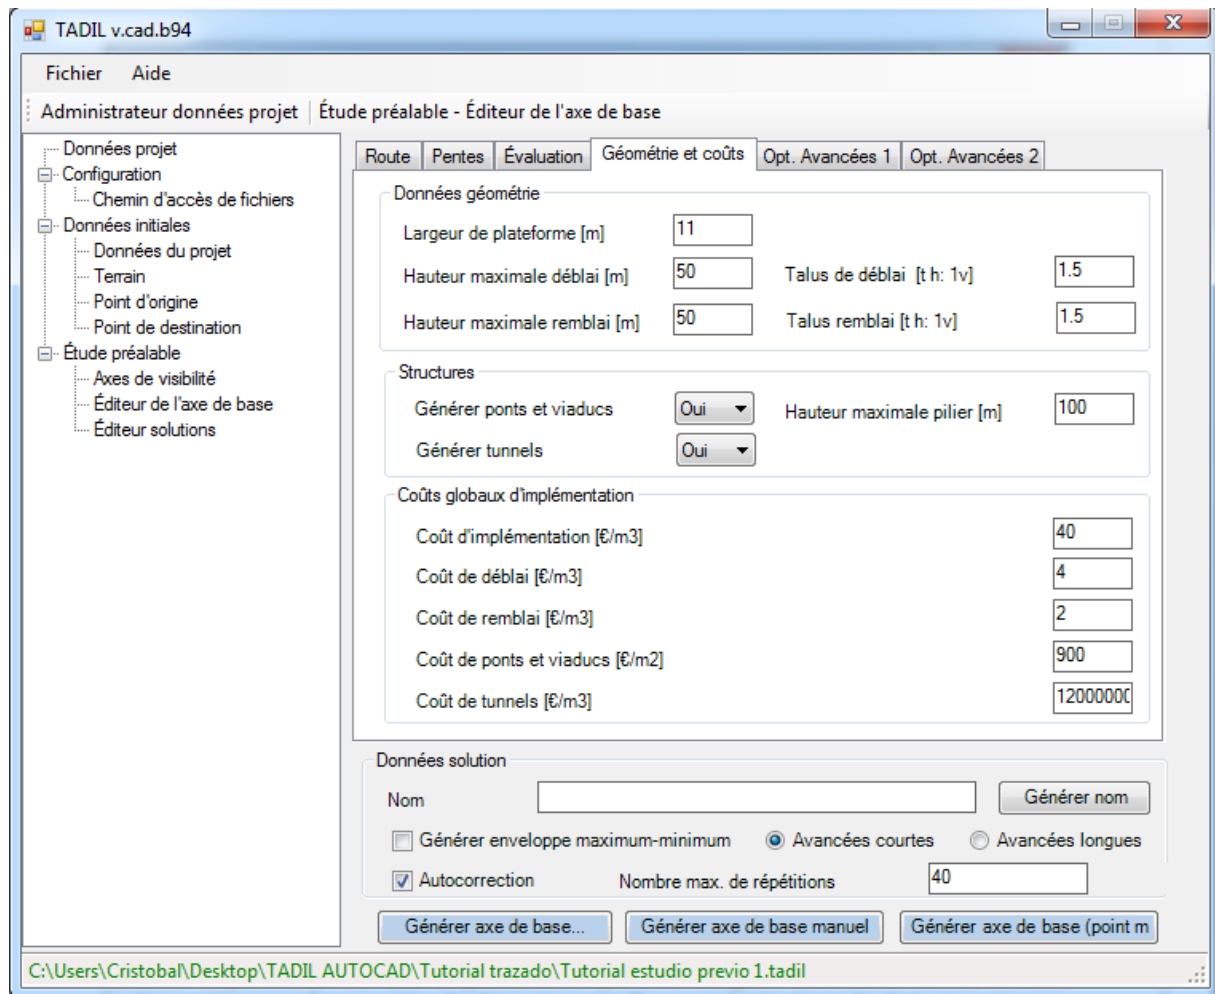 TADIL v.cad.b94
Fichier Aide
Administrateur données projet Étude préalable - Éditeur de l'axe de base
Données projet
Configuration
Chemin d'accès de fichiers
Données initiales
Données du projet
Terrain
Point d'origine
Point de destination
Étude préalable
Axes de visibilité
Éditeur de l'axe de base
Éditeur solutions
Route Pentes Évaluation Géométrie et coûts Opt. Avancées 1 Opt. Avancées 2
Données géométrie
Largeur de plateforme [m] 11
Hauteur maximale déblai [m] 50 Talus de déblai [t h: 1v] 1.5
Hauteur maximale remblai [m] 50 Talus remblai [t h: 1v] 1.5
Structures
Générer ponts et viaducs Oui Hauteur maximale pilier [m] 100
Générer tunnels Oui
Coûts globaux d'implémentation
Coût d'implémentation [€/m3] 40
Coût de déblai [€/m3] 4
Coût de remblai [€/m3] 2
Coût de ponts et viaducs [€/m2] 900
Coût de tunnels [€/m3] 12000000
Données solution
Nom Générer nom
Générer enveloppe maximum-minimum Avancées courtes Avancées longues
Autocorrection Nombre max. de répétitions 40
Générer axe de base... Générer axe de base manuel Générer axe de base (point m
C:\Users\Cristobal\Desktop\TADIL AUTOCAD\Tutorial trazado\Tutorial estudio previo 1.tadil